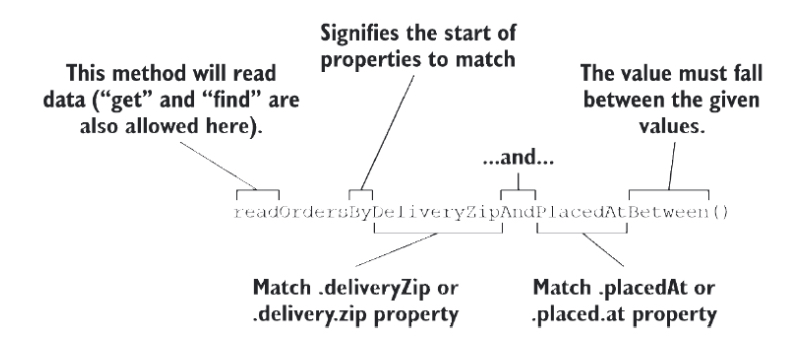 Signifies the start of
properties to match
This method will read
data (“get” and “find” are
also allowed here).
The value must fall
between the given
values.
...and...
readOrdersByDeliveryZipAndPlacedAtBetween()
Match .deliveryZip or
.delivery.zip property
Match .placedAt or
.placed.at property